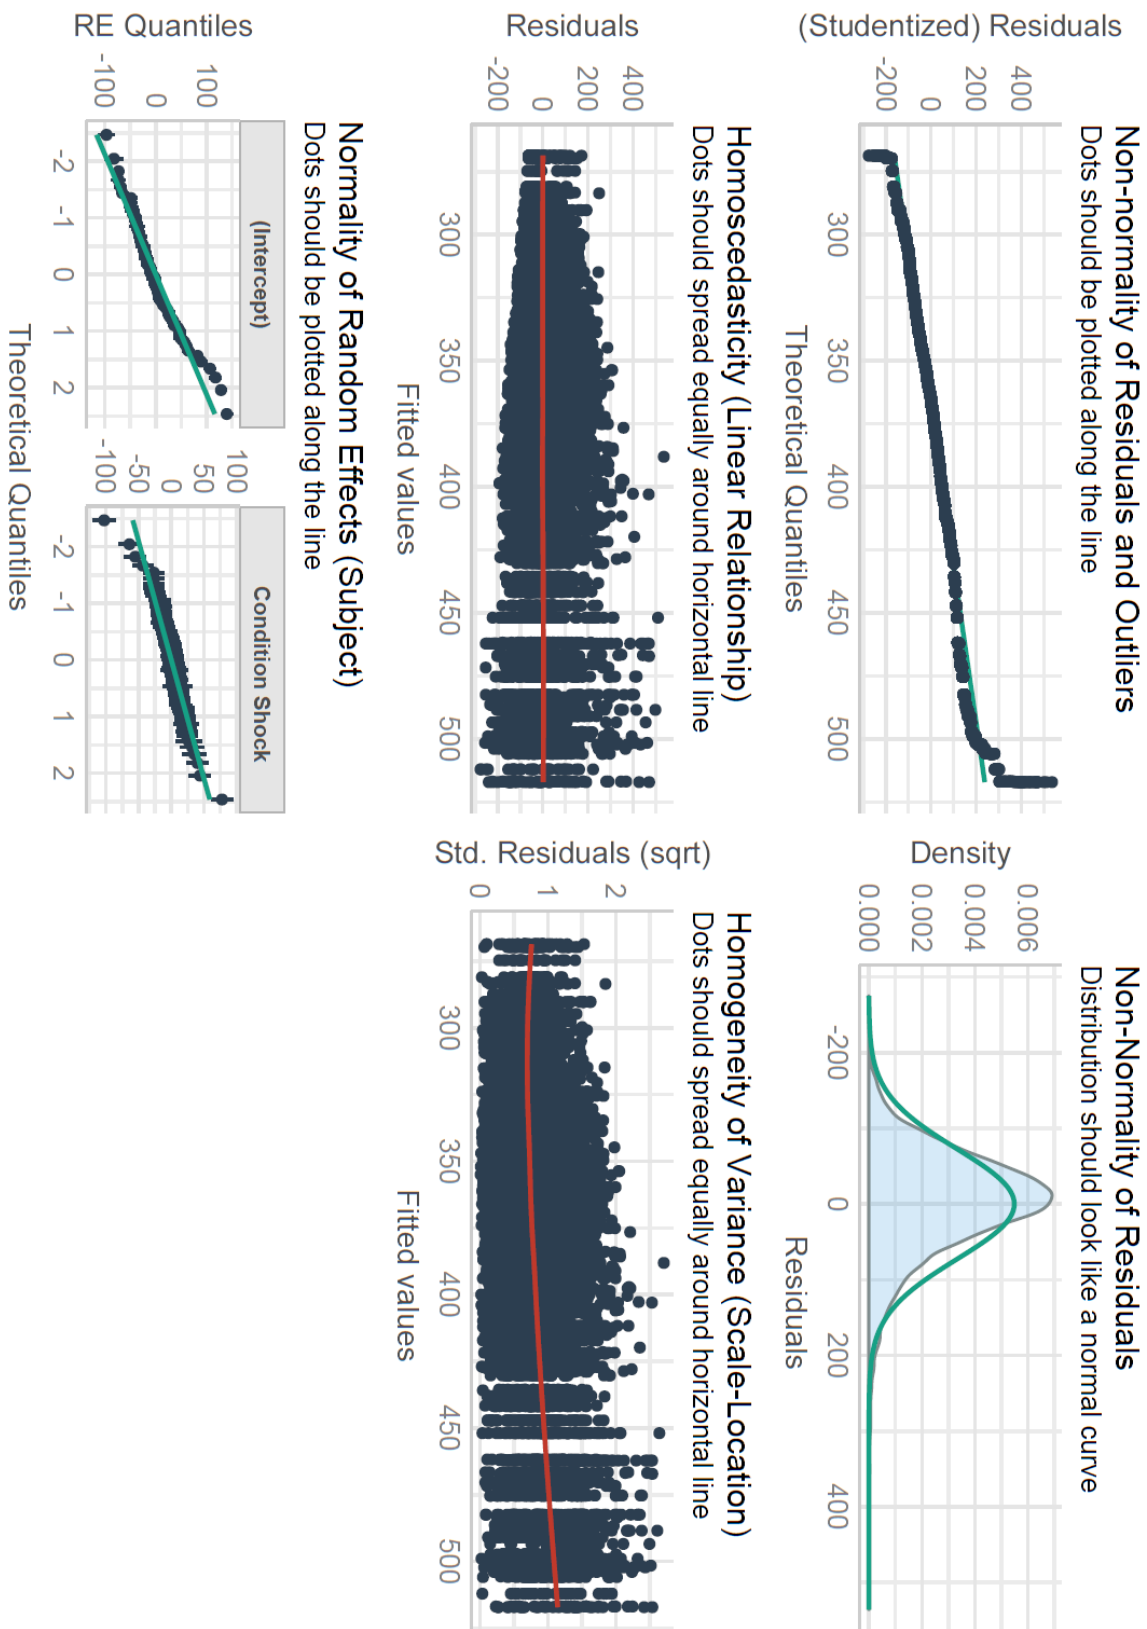 Non-normality of Residuals and Outliers
Dots should be plotted along the line
(Studentized) Residuals
400
200
0
-200
300 350 400 450 500
Theoretical Quantiles
Non-Normality of Residuals
Distribution should look like a normal curve
Density
0.006
0.004
0.002
0.000
-200 0 200 400
Residuals
Homoscedasticity (Linear Relationship)
Dots should spread equally around horizontal line
Residuals
400
200
0
-200
300 350 400 450 500
Fitted values
Homogeneity of Variance (Scale-Location)
Dots should spread equally around horizontal line
Std. Residuals (sqrt)
2
1
0
300 350 400 450 500
Fitted values
Normality of Random Effects (Subject)
Dots should be plotted along the line
RE Quantiles
(Intercept)
100
0
-100
-2 -1 0 1 2
Condition Shock
100
50
0
-50
-100
-2 -1 0 1 2
Theoretical Quantiles